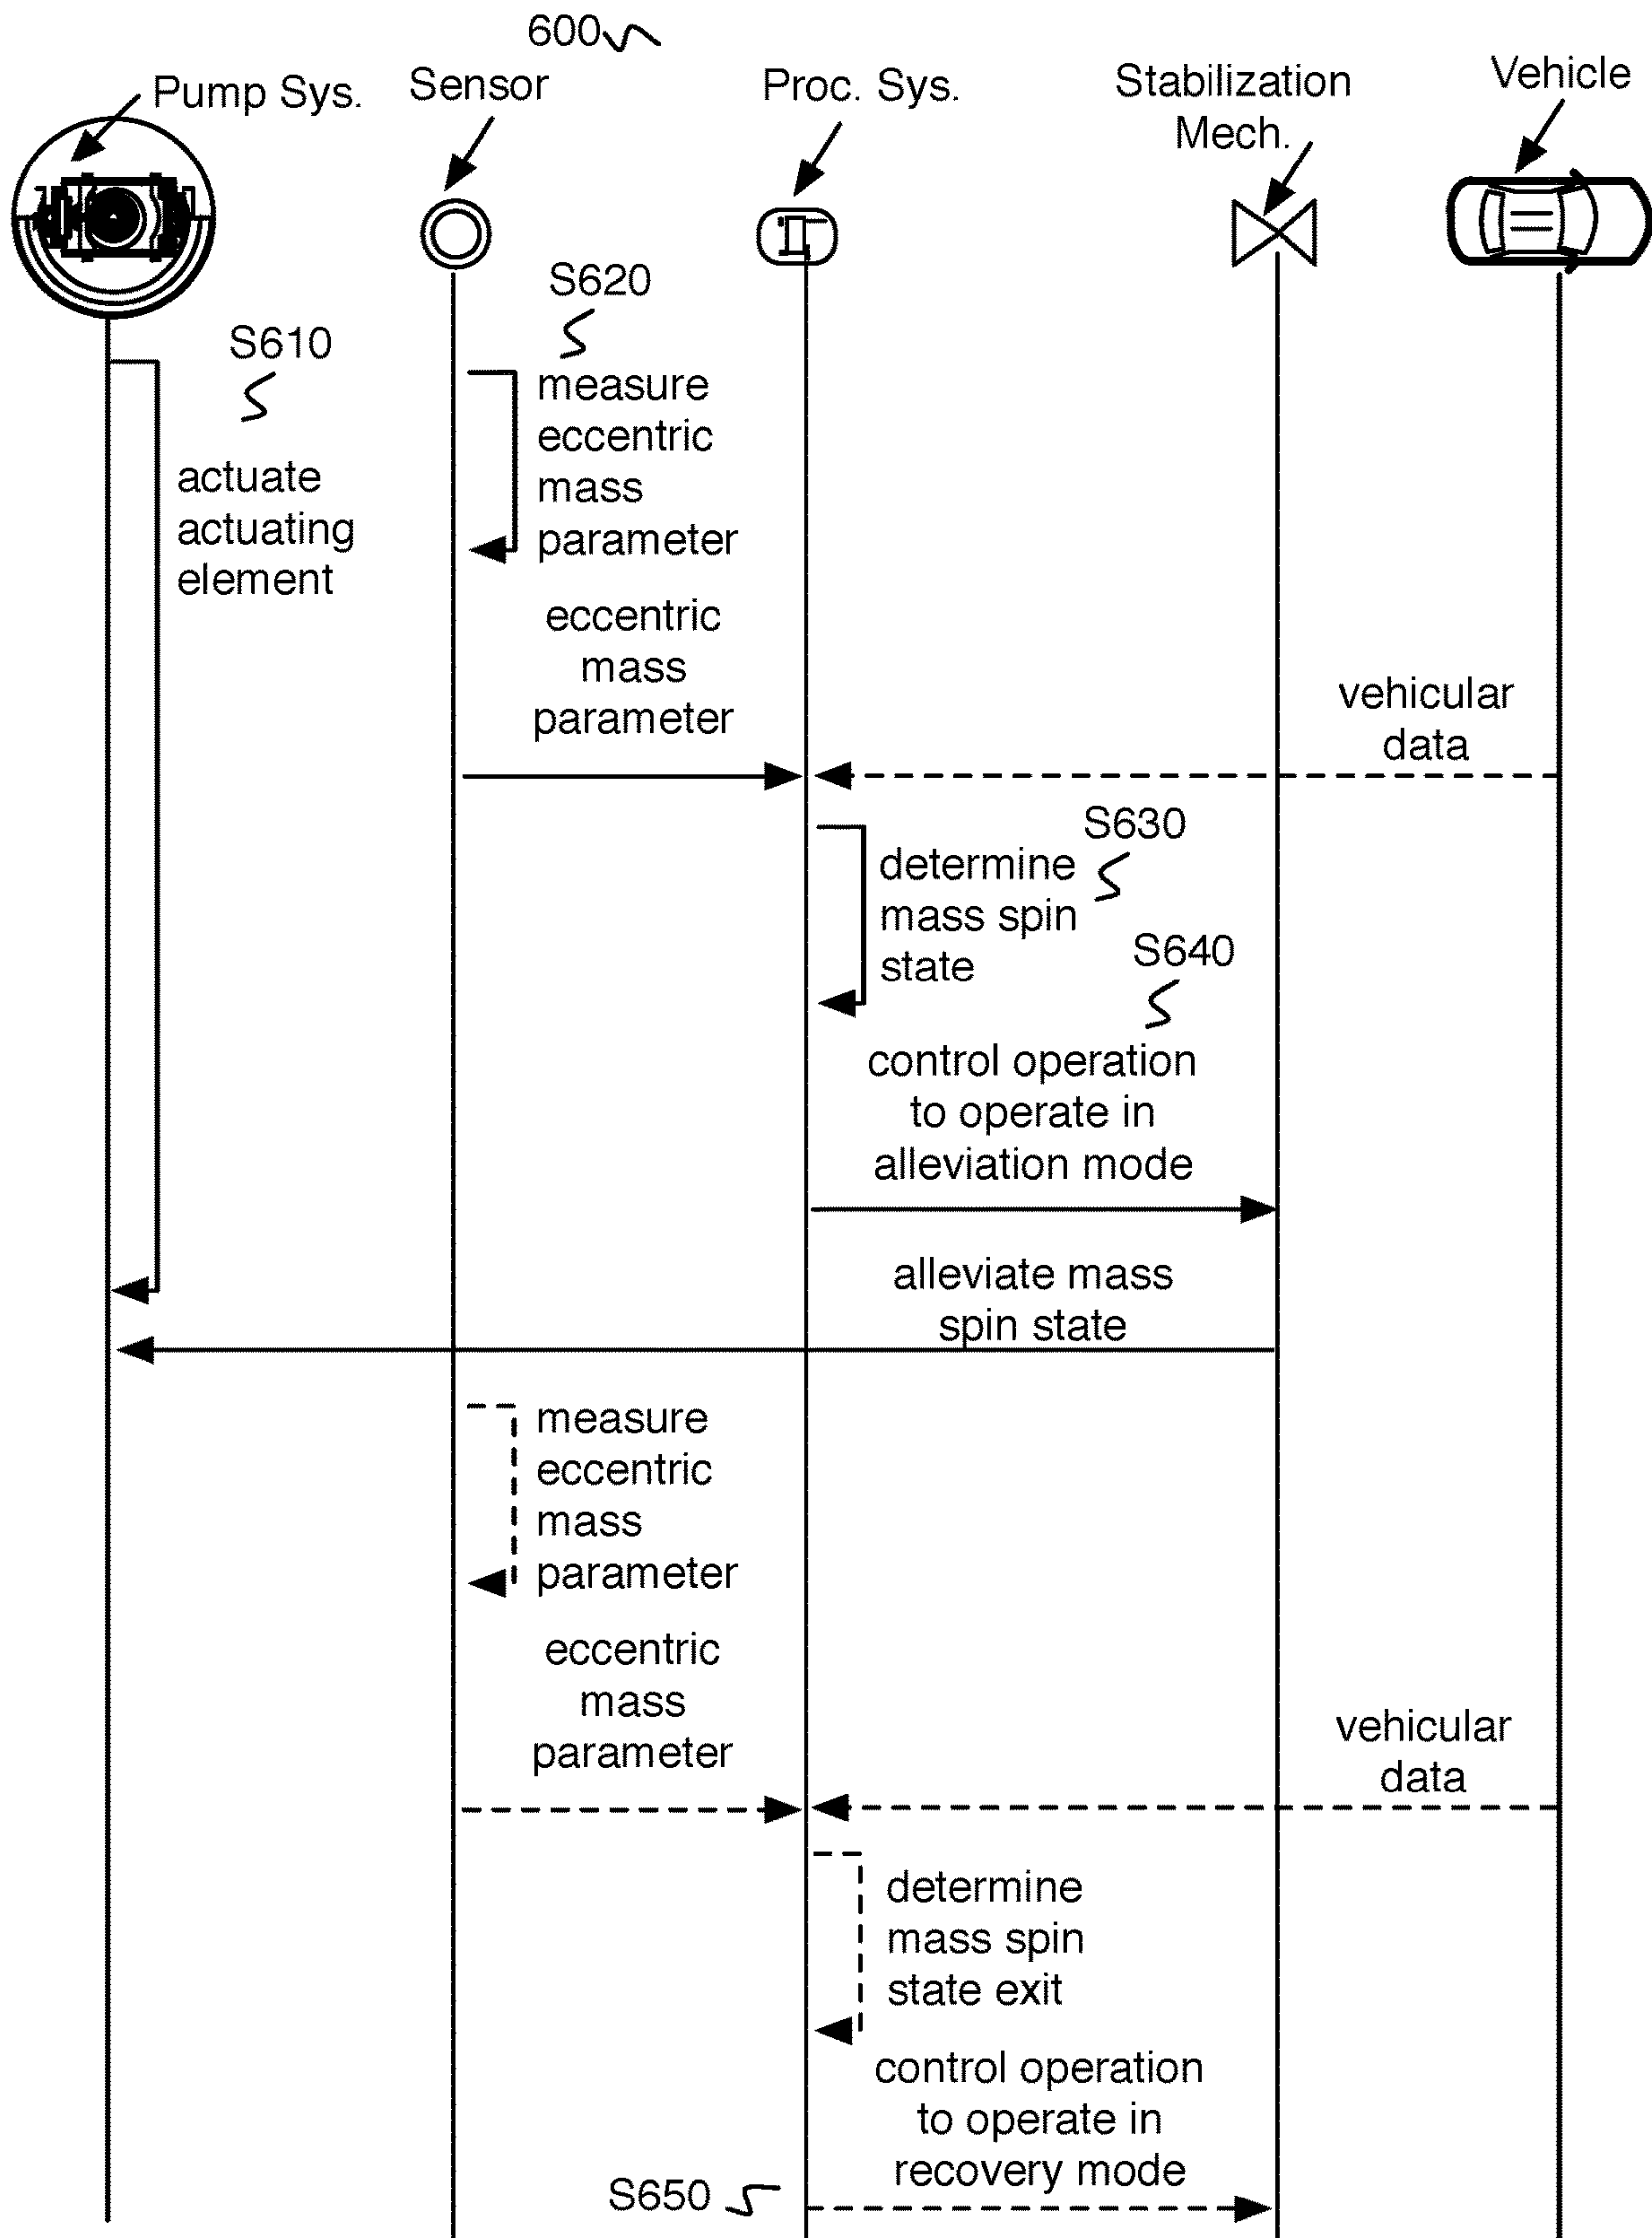 600
Pump Sys.
Sensor
Proc. Sys.
Stabilization
Mech.
Vehicle
S610
actuate
actuating
element
S620
measure
eccentric
mass
parameter
eccentric
mass
parameter
vehicular
data
S630
determine
mass spin
state
S640
control operation
to operate in
alleviation mode
alleviate mass
spin state
measure
eccentric
mass
parameter
eccentric
mass
parameter
vehicular
data
determine
mass spin
state exit
control operation
to operate in
recovery mode
S650